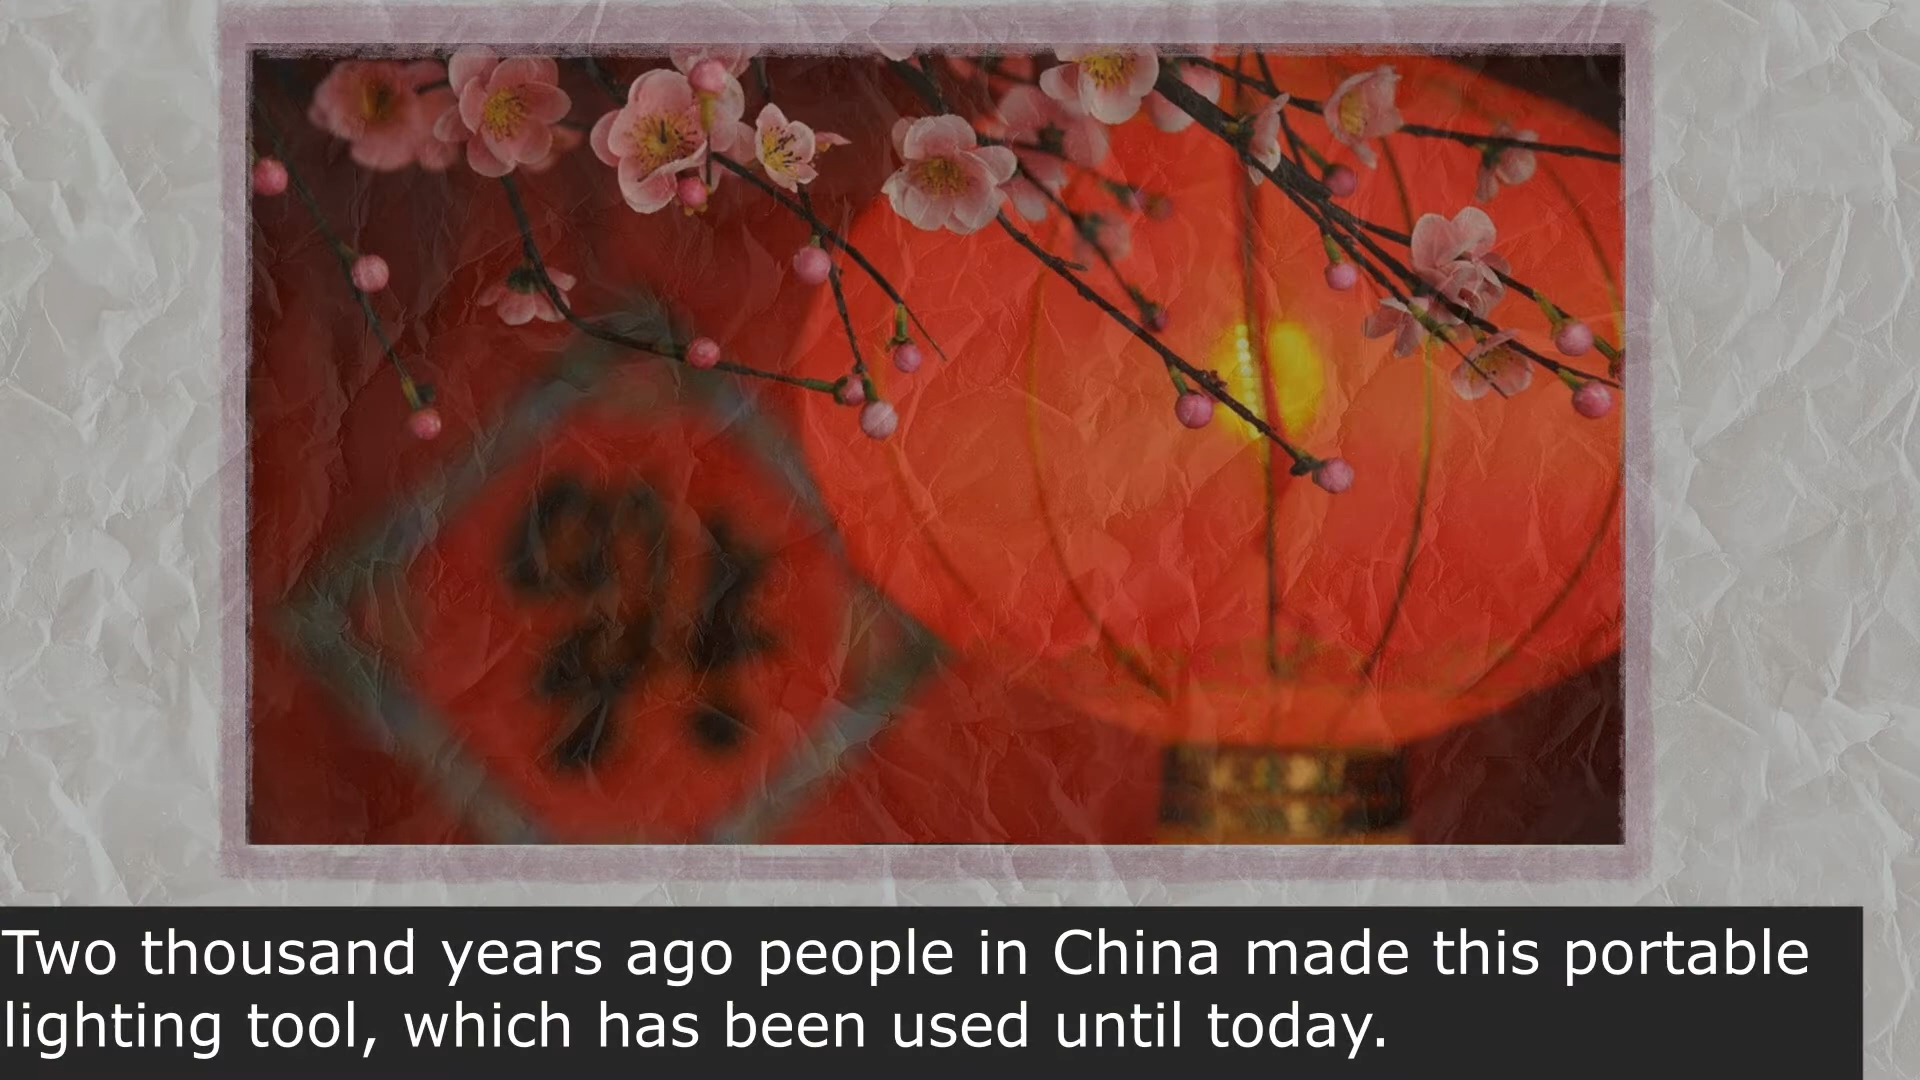 Two thousand years ago people in China made this portable
lighting tool, which has been used until today.